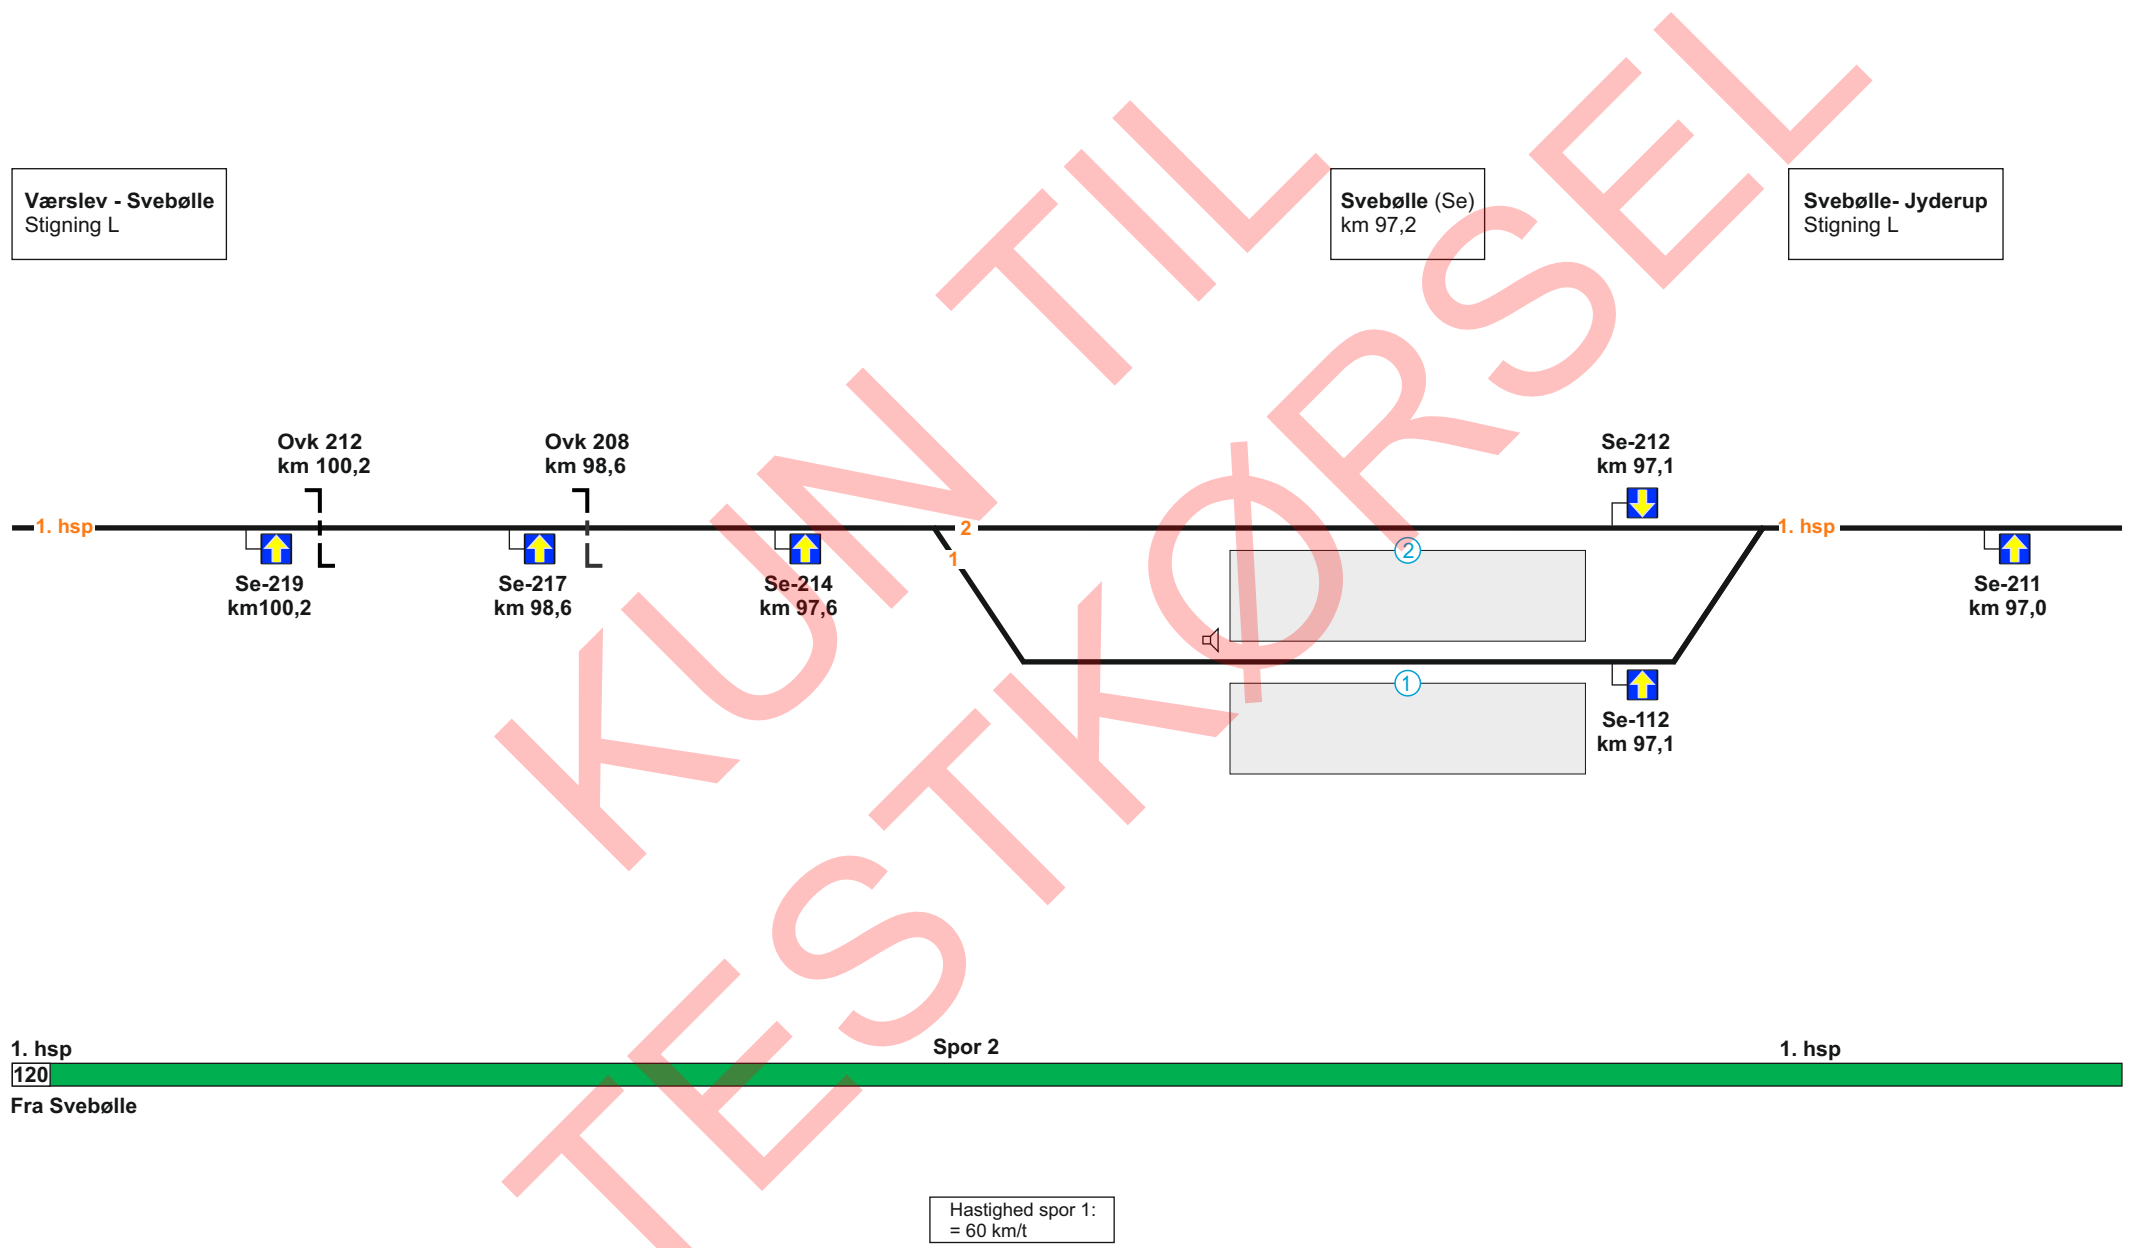 Værslev - Svebølle
Stigning L
Svebølle (Se)
km 97,2
Svebølle- Jyderup
Stigning L
Ovk 212
km 100,2
Ovk 208
km 98,6
Se-212
km 97,1
1. hsp
2
1. hsp
1
2
Se-219
km100,2
Se-217
km 98,6
Se-214
km 97,6
Se-211
km 97,0
1
Se-112
km 97,1
KUN TIL
TESTKØRSEL
1. hsp
Spor 2
1. hsp
120
Fra Svebølle
Hastighed spor 1:
= 60 km/t